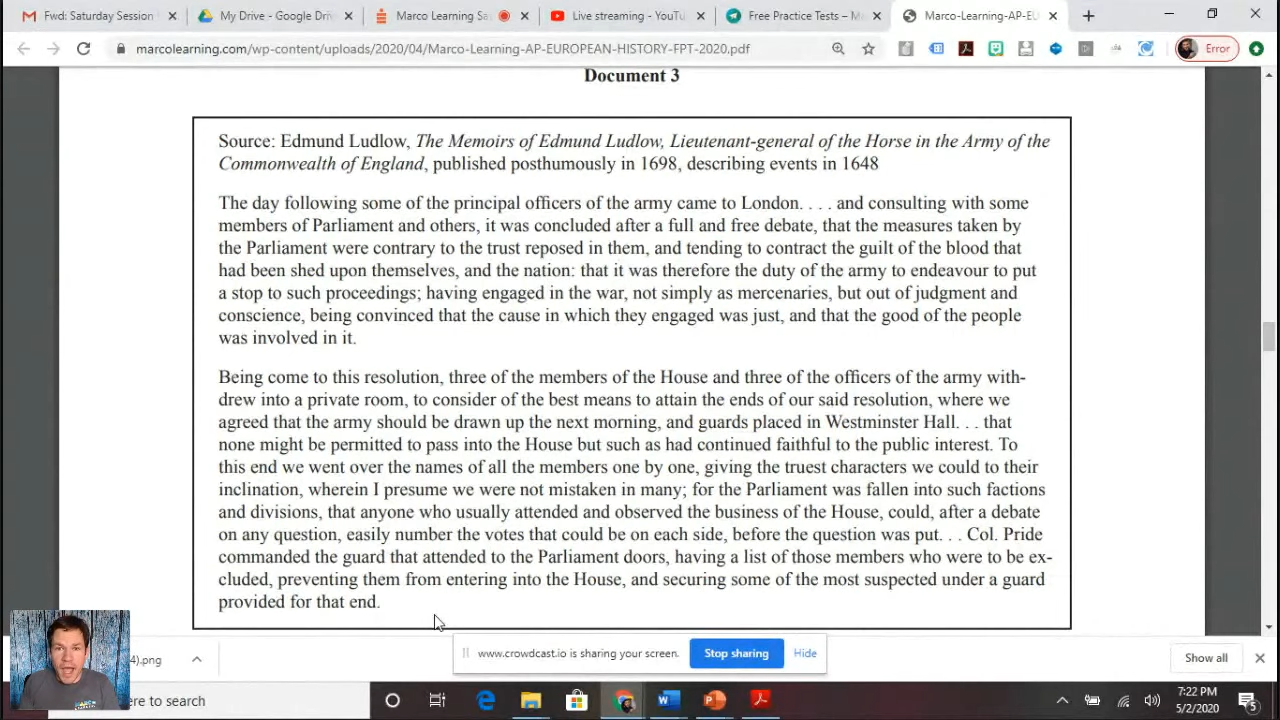 Fwd: Saturday Session
My Drive - Google Driv
Marco Learning Sa
Live streaming - YouTu
Free Practice Tests – Me
Marco-Learning-AP-EU
marcolearning.com/wp-content/uploads/2020/04/Marco-Learning-AP-EUROPEAN-HISTORY-FPT-2020.pdf
Error
Document 3
Source: Edmund Ludlow, The Memoirs of Edmund Ludlow, Lieutenant-general of the Horse in the Army of the
Commonwealth of England, published posthumously in 1698, describing events in 1648
The day following some of the principal officers of the army came to London. . . . and consulting with some
members of Parliament and others, it was concluded after a full and free debate, that the measures taken by
the Parliament were contrary to the trust reposed in them, and tending to contract the guilt of the blood that
had been shed upon themselves, and the nation: that it was therefore the duty of the army to endeavour to put
a stop to such proceedings; having engaged in the war, not simply as mercenaries, but out of judgment and
conscience, being convinced that the cause in which they engaged was just, and that the good of the people
was involved in it.
Being come to this resolution, three of the members of the House and three of the officers of the army with-
drew into a private room, to consider of the best means to attain the ends of our said resolution, where we
agreed that the army should be drawn up the next morning, and guards placed in Westminster Hall. . . that
none might be permitted to pass into the House but such as had continued faithful to the public interest. To
this end we went over the names of all the members one by one, giving the truest characters we could to their
inclination, wherein I presume we were not mistaken in many; for the Parliament was fallen into such factions
and divisions, that anyone who usually attended and observed the business of the House, could, after a debate
on any question, easily number the votes that could be on each side, before the question was put. . . Col. Pride
commanded the guard that attended to the Parliament doors, having a list of those members who were to be ex-
cluded, preventing them from entering into the House, and securing some of the most suspected under a guard
provided for that end.
4).png
www.crowdcast.io is sharing your screen.
Stop sharing
Hide
Show all
ere to search
7:22 PM
5/2/2020
5